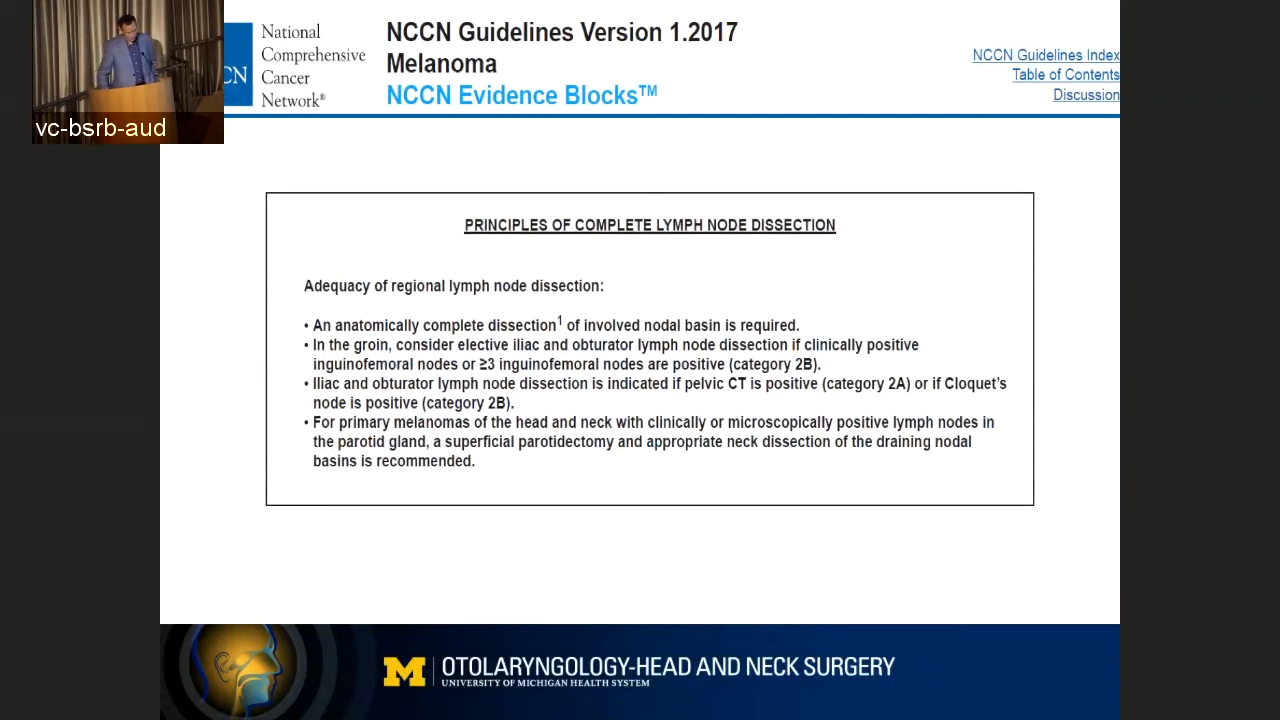 National
Comprehensive
CN Cancer
Network®
NCCN Guidelines Version 1.2017
Melanoma
NCCN Evidence Blocks™
NCCN Guidelines Index
Table of Contents
Discussion
vc-bsrb-aud
PRINCIPLES OF COMPLETE LYMPH NODE DISSECTION
Adequacy of regional lymph node dissection:
• An anatomically complete dissection¹ of involved nodal basin is required.
• In the groin, consider elective iliac and obturator lymph node dissection if clinically positive
inguinofemoral nodes or ≥3 inguinofemoral nodes are positive (category 2B).
• Iliac and obturator lymph node dissection is indicated if pelvic CT is positive (category 2A) or if Cloquet's
node is positive (category 2B).
• For primary melanomas of the head and neck with clinically or microscopically positive lymph nodes in
the parotid gland, a superficial parotidectomy and appropriate neck dissection of the draining nodal
basins is recommended.
M OTOLARYNGOLOGY-HEAD AND NECK SURGERY
UNIVERSITY OF MICHIGAN HEALTH SYSTEM